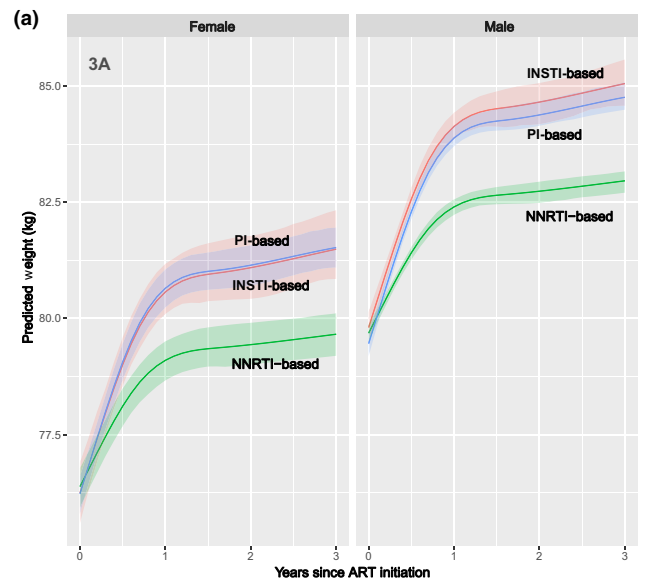 (a)
Female
Male
3A
85.0
82.5
80.0
77.5
Predicted weight (kg)
PI-based
INSTI-based
NNRTI–based
INSTI-based
PI-based
NNRTI–based
0 1 2 3
0 1 2 3
Years since ART initiation